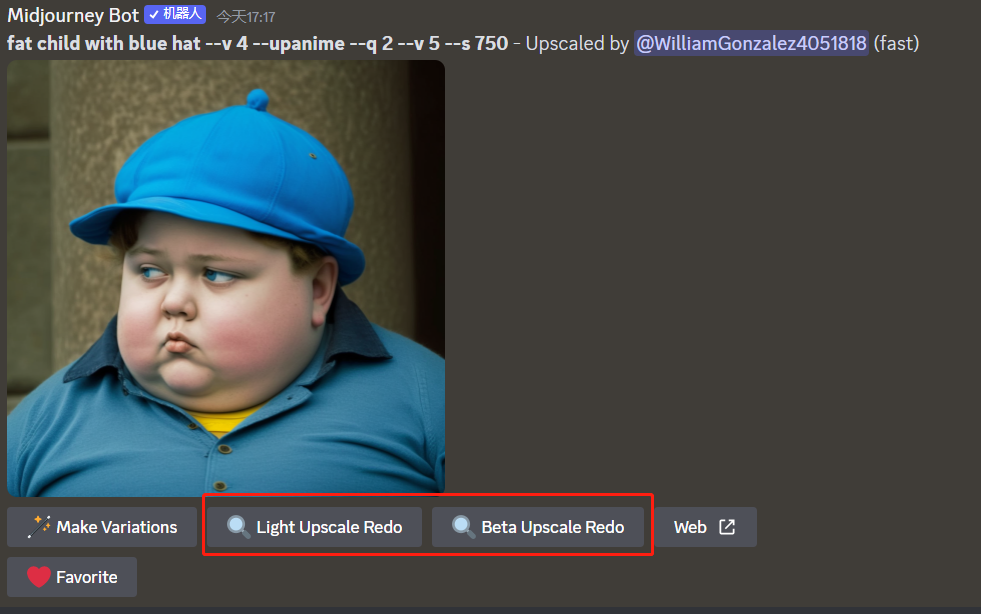 Midjourney Bot ✓ 机器人 今天17:17
fat child with blue hat --v 4 --upanime --q 2 --v 5 --s 750 - Upscaled by @WilliamGonzalez4051818 (fast)
Make Variations Light Upscale Redo Beta Upscale Redo Web
Favorite